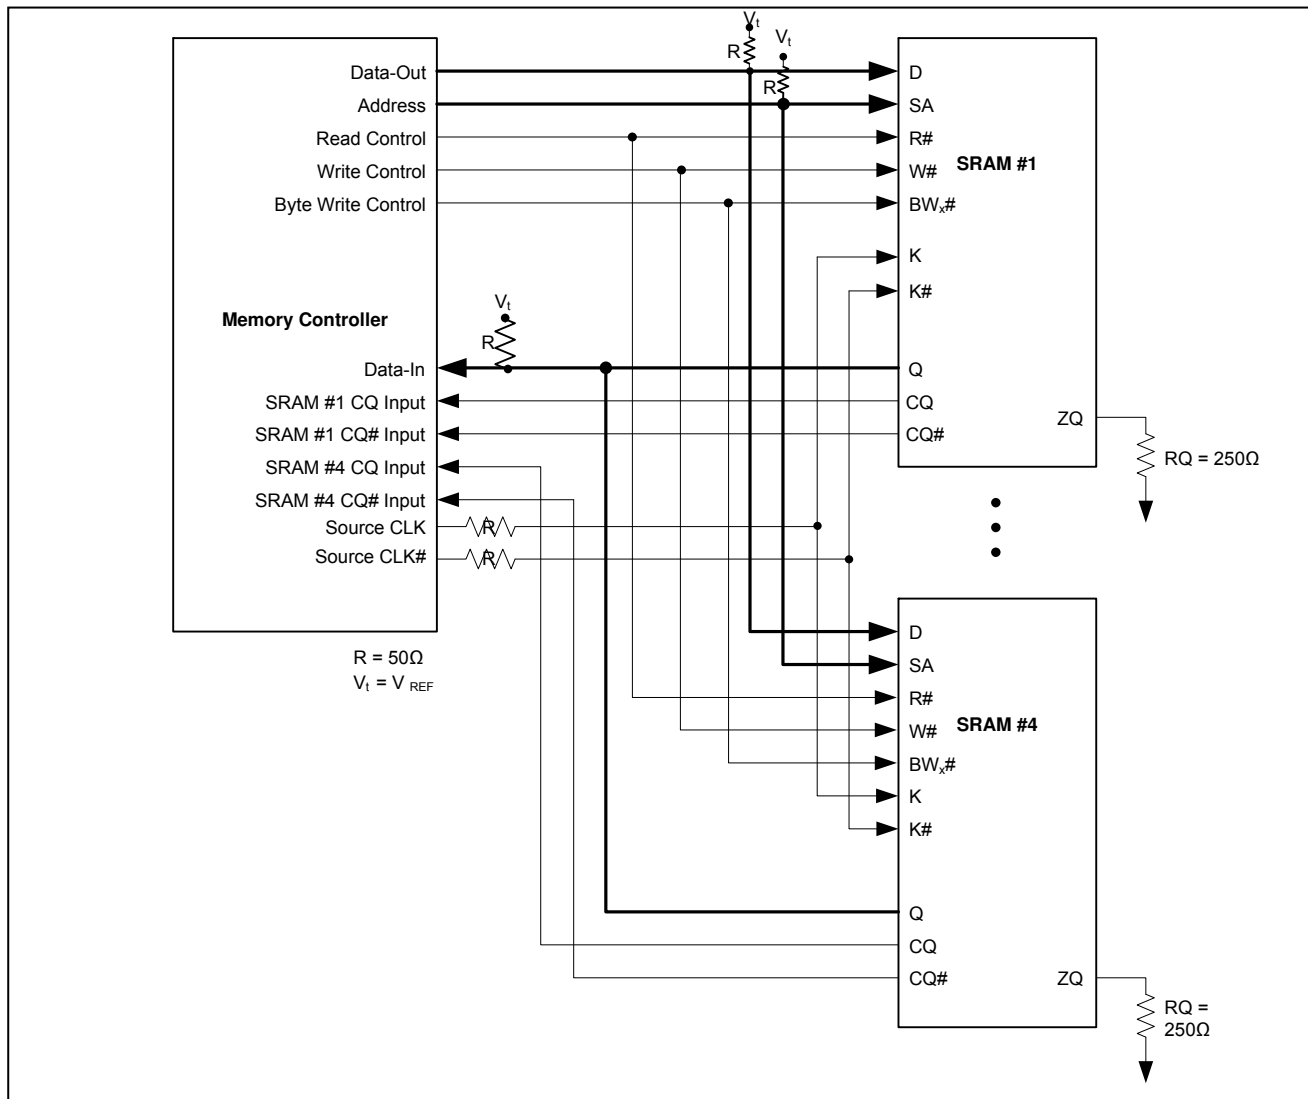 Vt
Vt
R
R
Data-Out
Address
Read Control
Write Control
Byte Write Control
Memory Controller
Vt
R
Data-In
SRAM #1 CQ Input
SRAM #1 CQ# Input
SRAM #4 CQ Input
SRAM #4 CQ# Input
Source CLK
R
Source CLK#
R
R = 50Ω
Vt = V REF
D
SA
R#
W#
SRAM #1
BWx#
K
K#
Q
CQ
CQ#
ZQ
RQ = 250Ω
D
SA
R#
W#
SRAM #4
BWx#
K
K#
Q
CQ
CQ#
ZQ
RQ =
250Ω